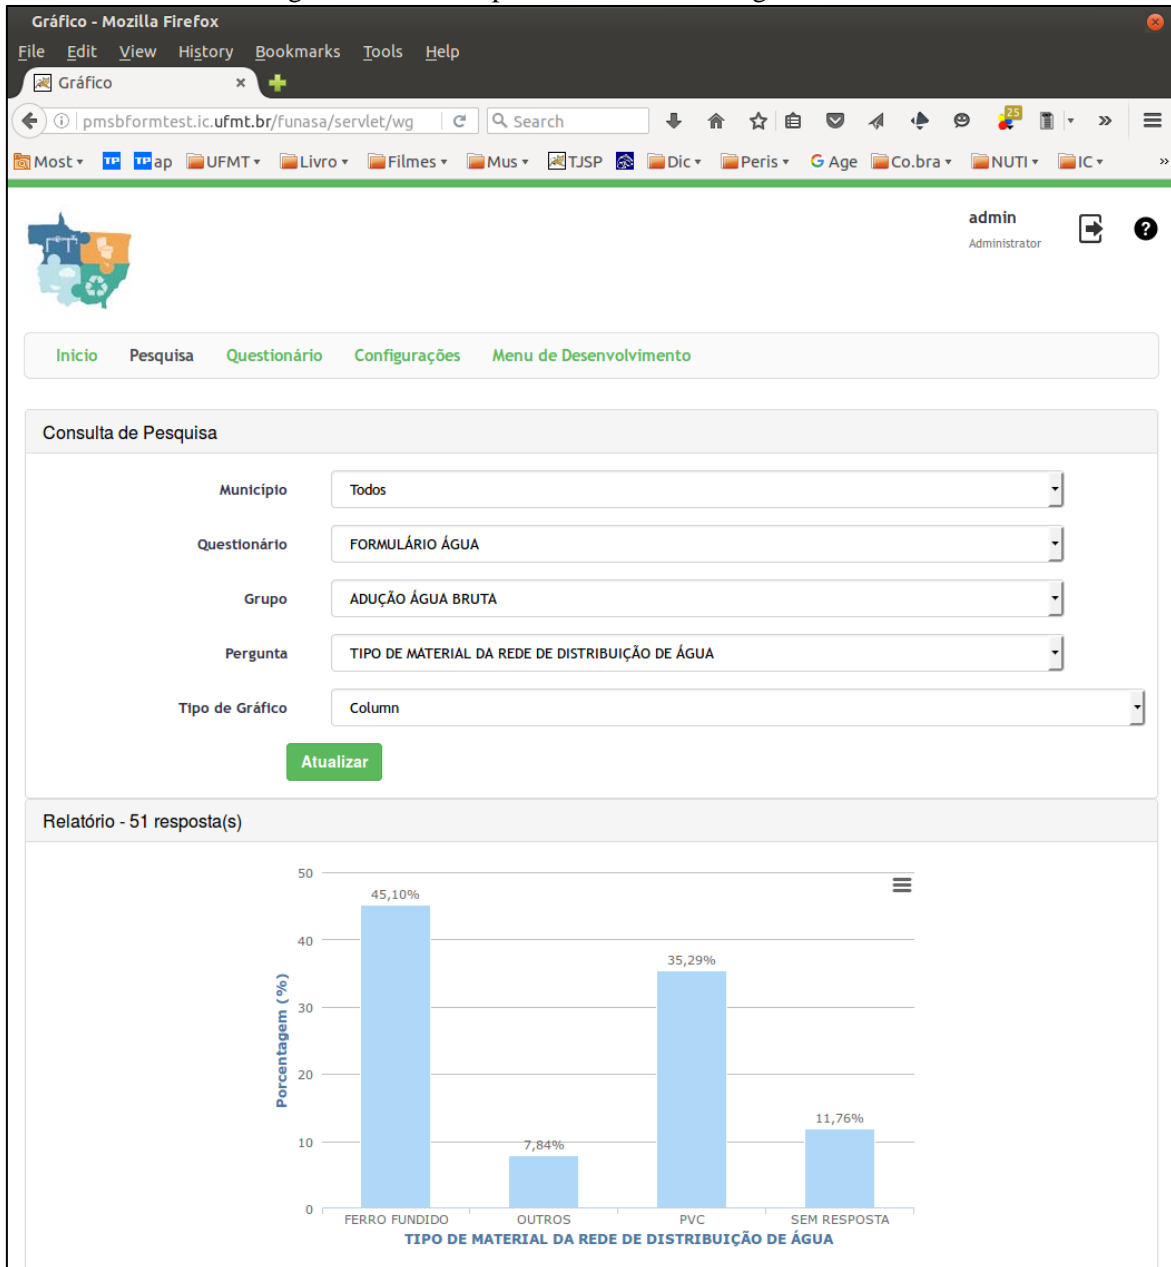 Gráfico - Mozilla Firefox
File Edit View History Bookmarks Tools Help
Gráfico
pmsbformtest.ic.ufmt.br/funasa/servlet/wg Search 25
Most TP TP ap UFMT Livro Filmes Mus TJSP Dic Peris G Age Co.bra NUTI IC »
admin
Administrator
Inicio Pesquisa Questionário Configurações Menu de Desenvolvimento
Consulta de Pesquisa
Município Todos
Questionário FORMULÁRIO ÁGUA
Grupo ADUÇÃO ÁGUA BRUTA
Pergunta TIPO DE MATERIAL DA REDE DE DISTRIBUIÇÃO DE ÁGUA
Tipo de Gráfico Column
Atualizar
Relatório - 51 resposta(s)
50
45,10%
40
35,29%
30
Porcentagem (%)
20
11,76%
10
7,84%
0
FERRO FUNDIDO OUTROS PVC SEM RESPOSTA
TIPO DE MATERIAL DA REDE DE DISTRIBUIÇÃO DE ÁGUA